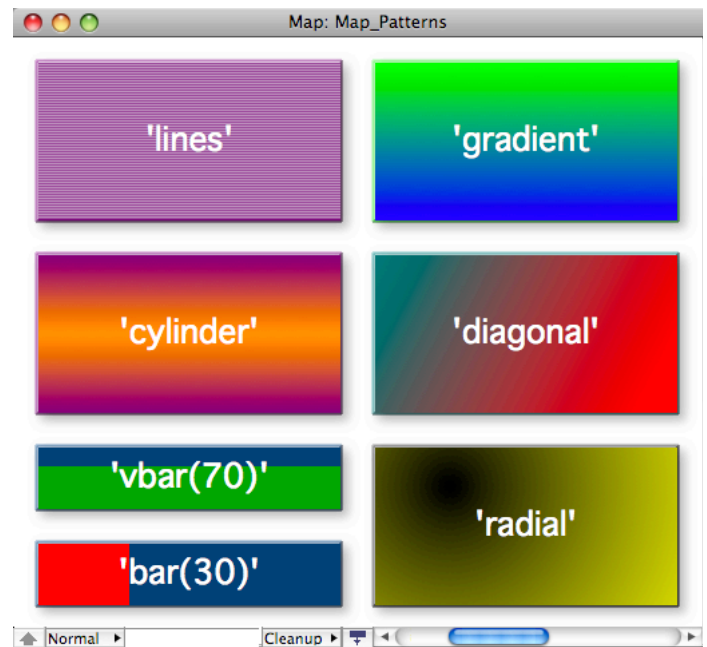 Map: Map_Patterns
'lines'
'gradient'
'cylinder'
'diagonal'
'vbar(70)'
'radial'
'bar(30)'
Normal
Cleanup